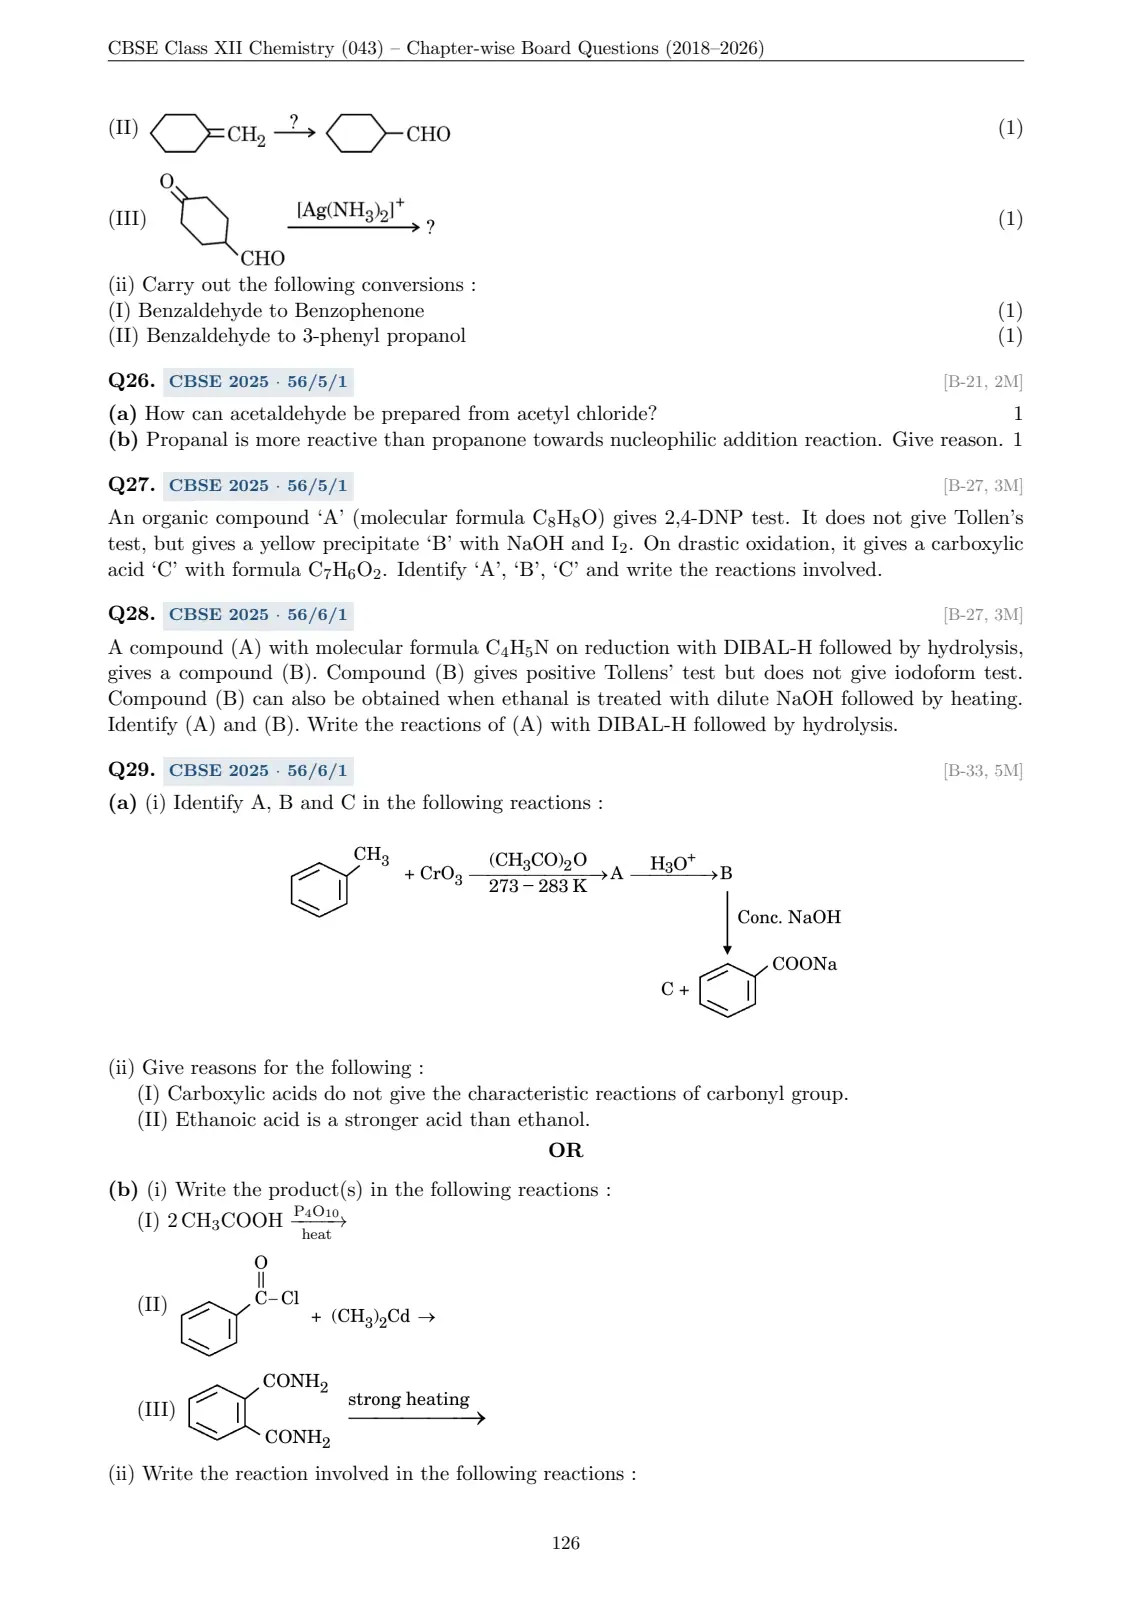 CBSE Class XII Chemistry (043) – Chapter-wise Board Questions (2018–2026)
(II) =CH2 ? → –CHO (1)
(III) O CHO [Ag(NH3)2]+ → ? (1)
(ii) Carry out the following conversions :
(I) Benzaldehyde to Benzophenone (1)
(II) Benzaldehyde to 3-phenyl propanol (1)
Q26. CBSE 2025 · 56/5/1 [B-21, 2M]
(a) How can acetaldehyde be prepared from acetyl chloride? 1
(b) Propanal is more reactive than propanone towards nucleophilic addition reaction. Give reason. 1
Q27. CBSE 2025 · 56/5/1 [B-27, 3M]
An organic compound ‘A’ (molecular formula C8H8O) gives 2,4-DNP test. It does not give Tollen’s
test, but gives a yellow precipitate ‘B’ with NaOH and I2. On drastic oxidation, it gives a carboxylic
acid ‘C’ with formula C7H6O2. Identify ‘A’, ‘B’, ‘C’ and write the reactions involved.
Q28. CBSE 2025 · 56/6/1 [B-27, 3M]
A compound (A) with molecular formula C4H5N on reduction with DIBAL-H followed by hydrolysis,
gives a compound (B). Compound (B) gives positive Tollens’ test but does not give iodoform test.
Compound (B) can also be obtained when ethanal is treated with dilute NaOH followed by heating.
Identify (A) and (B). Write the reactions of (A) with DIBAL-H followed by hydrolysis.
Q29. CBSE 2025 · 56/6/1 [B-33, 5M]
(a) (i) Identify A, B and C in the following reactions :
CH3 + CrO3 (CH3CO)2O 273 – 283 K → A H3O+ → B
Conc. NaOH
C + COONa
(ii) Give reasons for the following :
(I) Carboxylic acids do not give the characteristic reactions of carbonyl group.
(II) Ethanoic acid is a stronger acid than ethanol.
OR
(b) (i) Write the product(s) in the following reactions :
(I) 2 CH3COOH P4O10 heat →
(II) O C–Cl + (CH3)2Cd →
(III) CONH2 CONH2 strong heating →
(ii) Write the reaction involved in the following reactions :
126